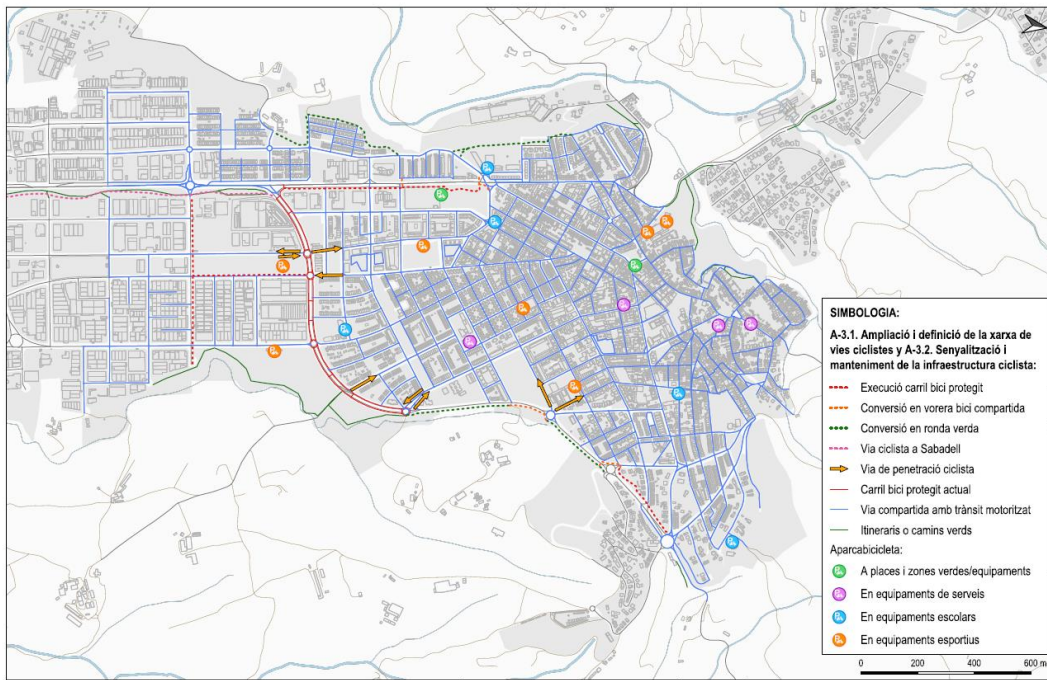 SIMBOLOGIA:
A-3.1. Ampliació i definició de la xarxa de
vies ciclistes y A-3.2. Senyalització i
manteniment de la infraestructura ciclista:
Execució carril bici protegit
Conversió en vorera bici compartida
Conversió en ronda verda
Via ciclista a Sabadell
Via de penetració ciclista
Carril bici protegit actual
Via compartida amb trànsit motoritzat
Itineraris o camins verds
Aparcabicicleta:
A places i zones verdes/equipaments
En equipaments de serveis
En equipaments escolars
En equipaments esportius
0 200 400 600 m